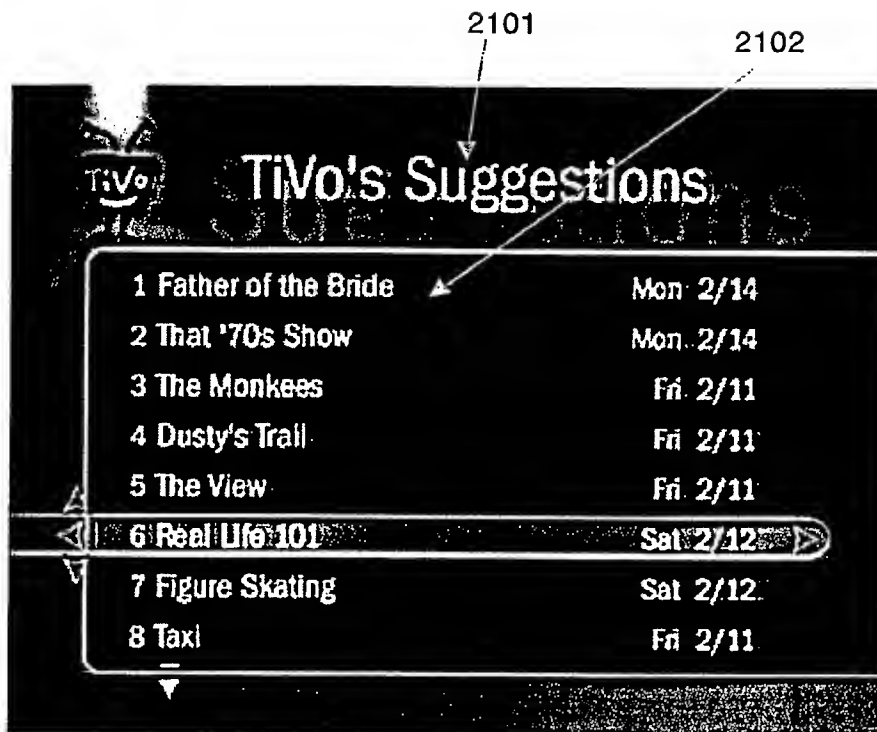 2101
2102
TiVo
TiVo's Suggestions
1 Father of the Bride Mon 2/14
2 That '70s Show Mon 2/14
3 The Monkees Fri 2/11
4 Dusty's Trail Fri 2/11
5 The View Fri 2/11
6 Real Life 101 Sat 2/12
7 Figure Skating Sat 2/12
8 Taxi Fri 2/11